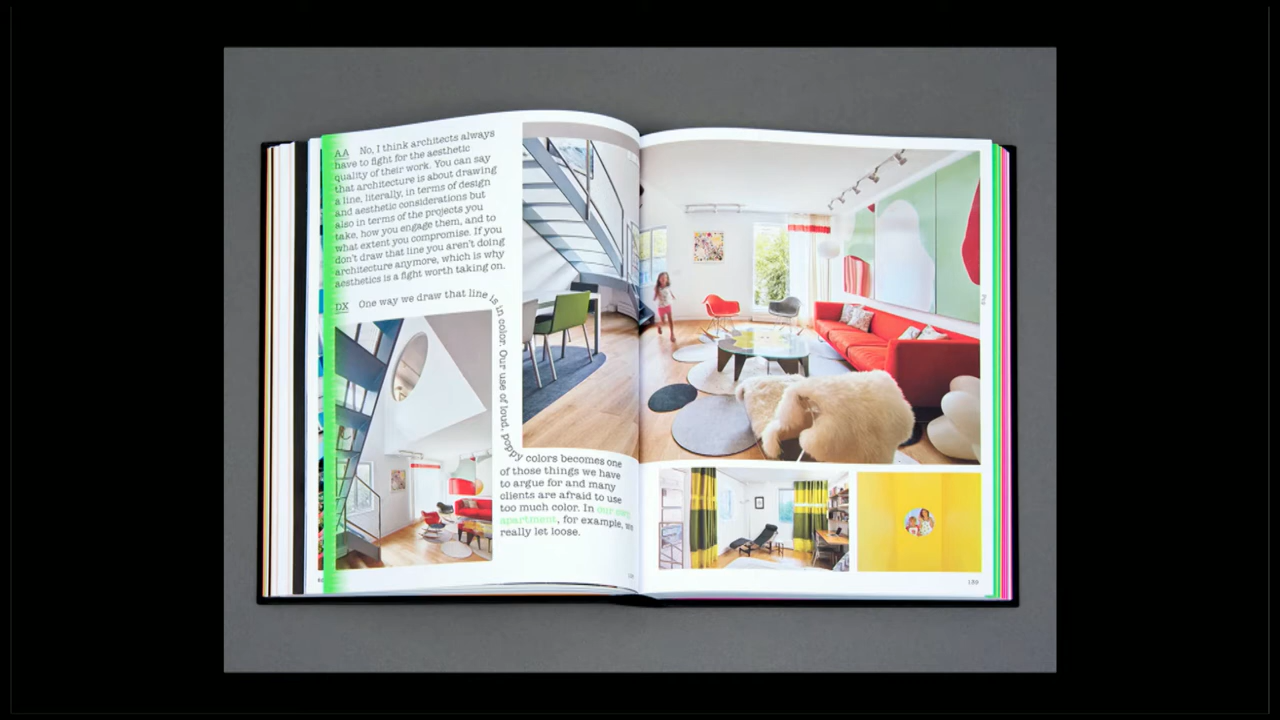 AA No, I think architects always
have to fight for the aesthetic
quality of their work. You can say
that architecture is about drawing
a line, literally, in terms of design
and aesthetic considerations but
also in terms of the projects you
take, how you engage them, and to
what extent you compromise. If you
don't draw that line you aren't doing
architecture anymore, which is why
aesthetics is a fight worth taking on.
DX One way we draw that line is in color. Our use of loud, poppy
colors becomes one
of those things we have
to argue for and many
clients are afraid to use
too much color. In our own
apartment, for example, we
really let loose.
159